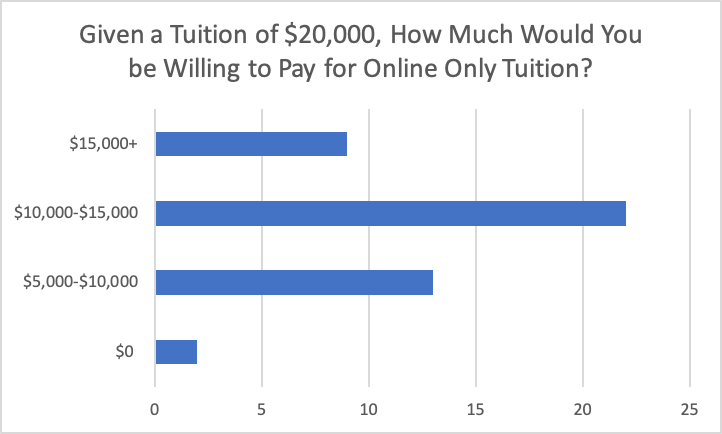 Given a Tuition of $20,000, How Much Would You
be Willing to Pay for Online Only Tuition?
$15,000+
$10,000-$15,000
$5,000-$10,000
$0
0 5 10 15 20 25